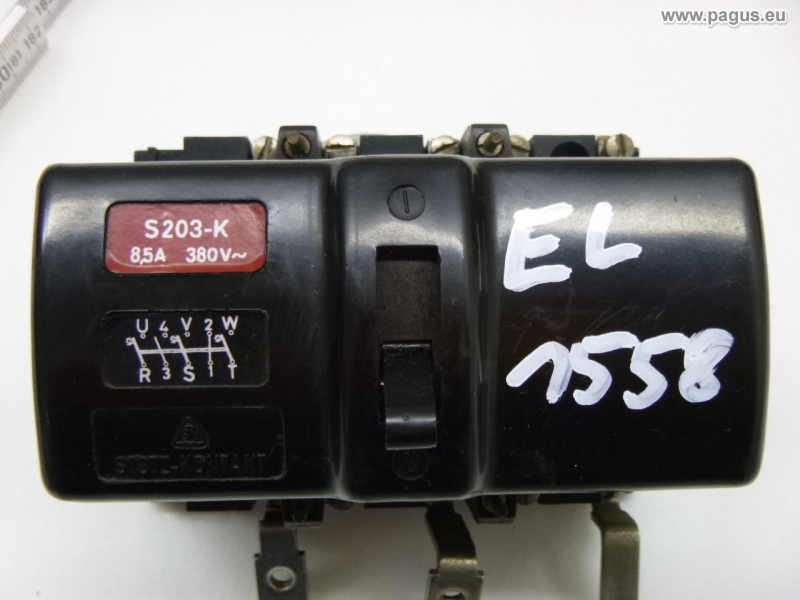 www.pagus.eu
S203-K
8,5A 380V~
U 4 V 2 W
R 3 S 1 T
STOTZ-KONTAKT
I
EL
1558